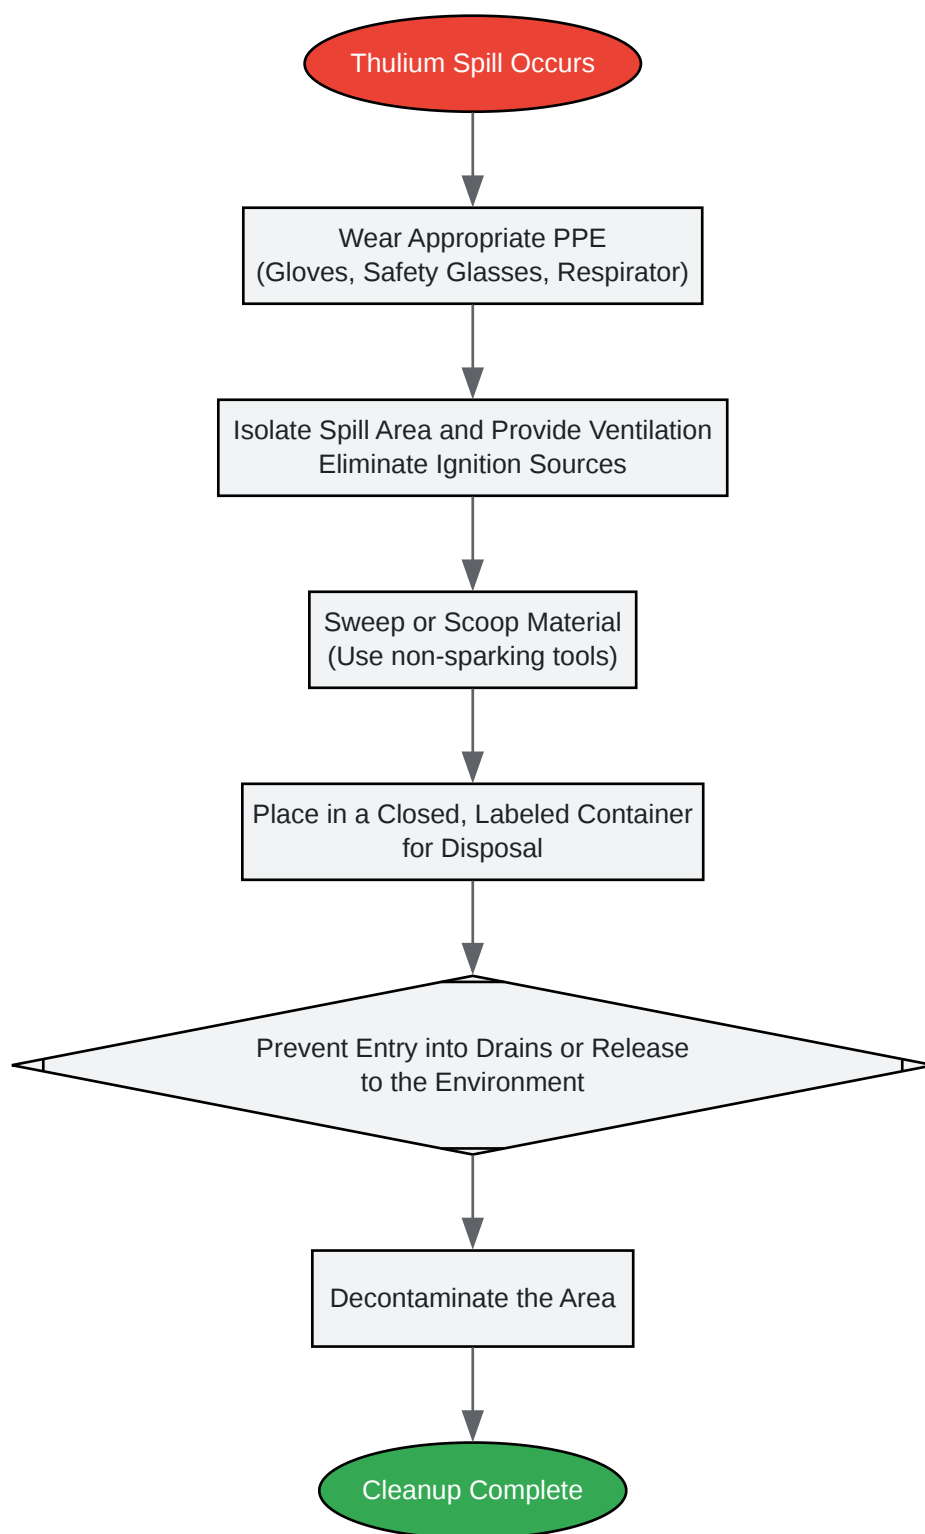 Thulium Spill Occurs
Wear Appropriate PPE
(Gloves, Safety Glasses, Respirator)
Isolate Spill Area and Provide Ventilation
Eliminate Ignition Sources
Sweep or Scoop Material
(Use non-sparking tools)
Place in a Closed, Labeled Container
for Disposal
Prevent Entry into Drains or Release
to the Environment
Decontaminate the Area
Cleanup Complete